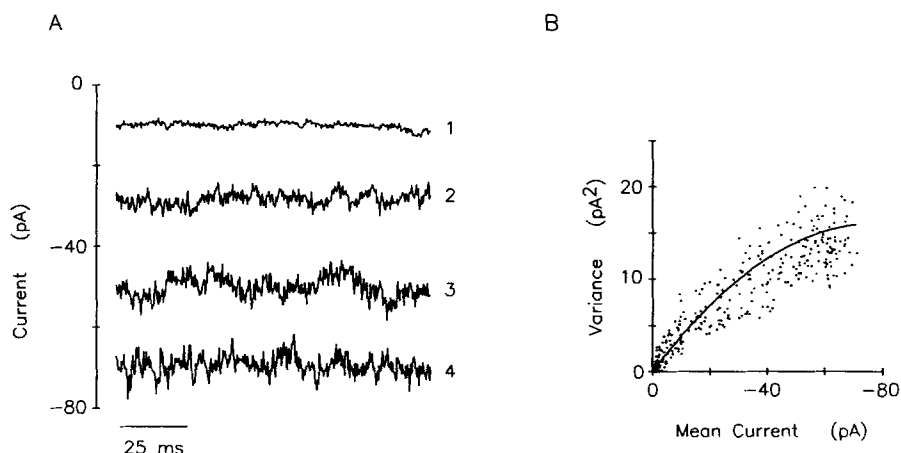 A
B
0
1
2
3
4
−40
−80
Current (pA)
25 ms
Variance (pA²)
20
10
0
0
−40
−80
Mean Current (pA)